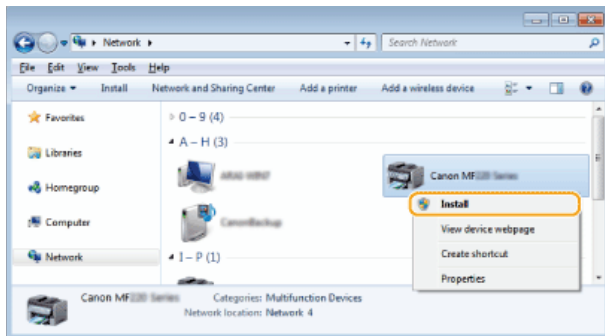 Network
Search Network
File Edit View Tools Help
Organize Install Network and Sharing Center Add a printer Add a wireless device
Favorites
Libraries
Homegroup
Computer
Network
0 – 9 (4)
A – H (3)
Canon MF
I – P (1)
Install
View device webpage
Create shortcut
Properties
Canon MF Categories: Multifunction Devices
Network location: Network 4